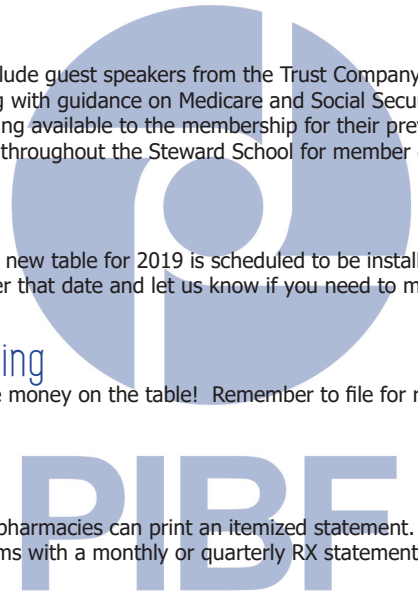 lude guest speakers from the Trust Company
g with guidance on Medicare and Social Secu
ing available to the membership for their pre
throughout the Steward School for member
new table for 2019 is scheduled to be instal
er that date and let us know if you need to m
ing
e money on the table! Remember to file for r
PIBF
pharmacies can print an itemized statement.
ms with a monthly or quarterly RX statement